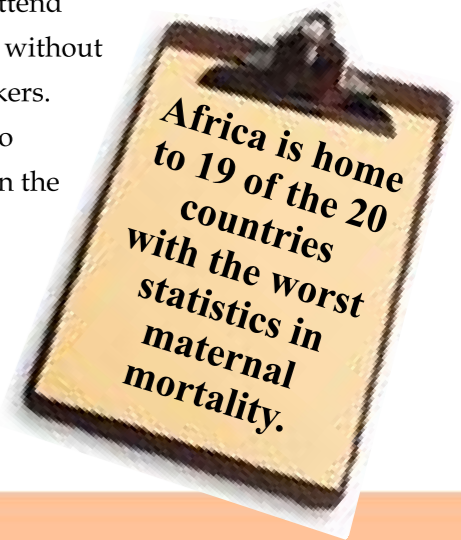 ttend
without
kers.
o
n the
Africa is home
to 19 of the 20
countries
with the worst
statistics in
maternal
mortality.